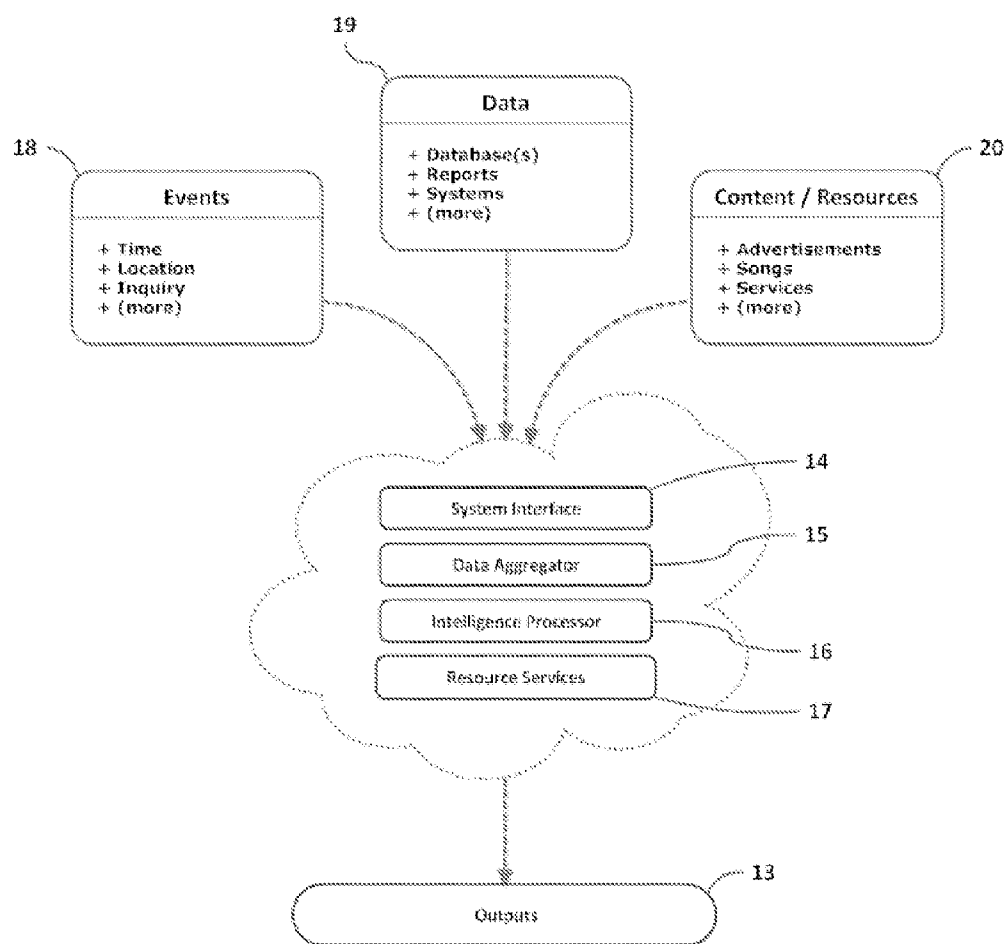 19
Data
+ Database(s)
+ Reports
+ Systems
+ (more)
18
Events
+ Time
+ Location
+ Inquiry
+ (more)
20
Content / Resources
+ Advertisements
+ Songs
+ Services
+ (more)
System Interface
14
Data Aggregator
15
Intelligence Processor
16
Resource Services
17
13
Outputs